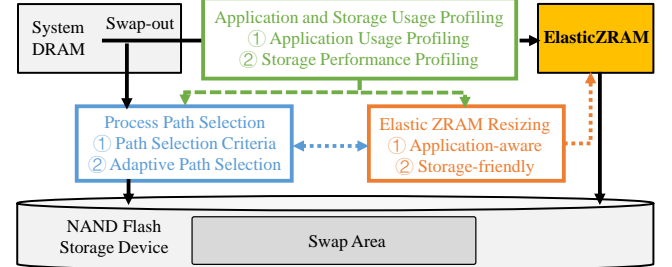 System
DRAM
Swap-out
Application and Storage Usage Profiling
① Application Usage Profiling
② Storage Performance Profiling
ElasticZRAM
Process Path Selection
① Path Selection Criteria
② Adaptive Path Selection
Elastic ZRAM Resizing
① Application-aware
② Storage-friendly
NAND Flash
Storage Device
Swap Area